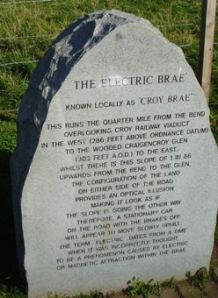 THE ELECTRIC BRAE
KNOWN LOCALLY AS "CROY BRAE"
THIS RUNS THE QUARTER MILE FROM THE BEND
OVERLOOKING CROY RAILWAY VIADUCT
IN THE WEST (286 FEET ABOVE ORDNANCE DATUM)
TO THE WOODED CRAIGENCROY GLEN
(303 FEET A.O.D.) TO THE EAST.
WHILST THERE IS THIS SLOPE OF 1 IN 86
UPWARDS FROM THE BEND TO THE GLEN,
THE CONFIGURATION OF THE LAND
ON EITHER SIDE OF THE ROAD
PROVIDES AN OPTICAL ILLUSION
MAKING IT LOOK AS IF
THE SLOPE IS GOING THE OTHER WAY
THEREFORE, A STATIONARY CAR
ON THE ROAD WITH THE BRAKES OFF
WILL APPEAR TO MOVE SLOWLY UPHILL.
THE TERM 'ELECTRIC' DATES FROM A TIME
WHEN IT WAS INCORRECTLY THOUGHT
TO BE A PHENOMENON CAUSED BY ELECTRIC
OR MAGNETIC ATTRACTION WITHIN THE BRAE